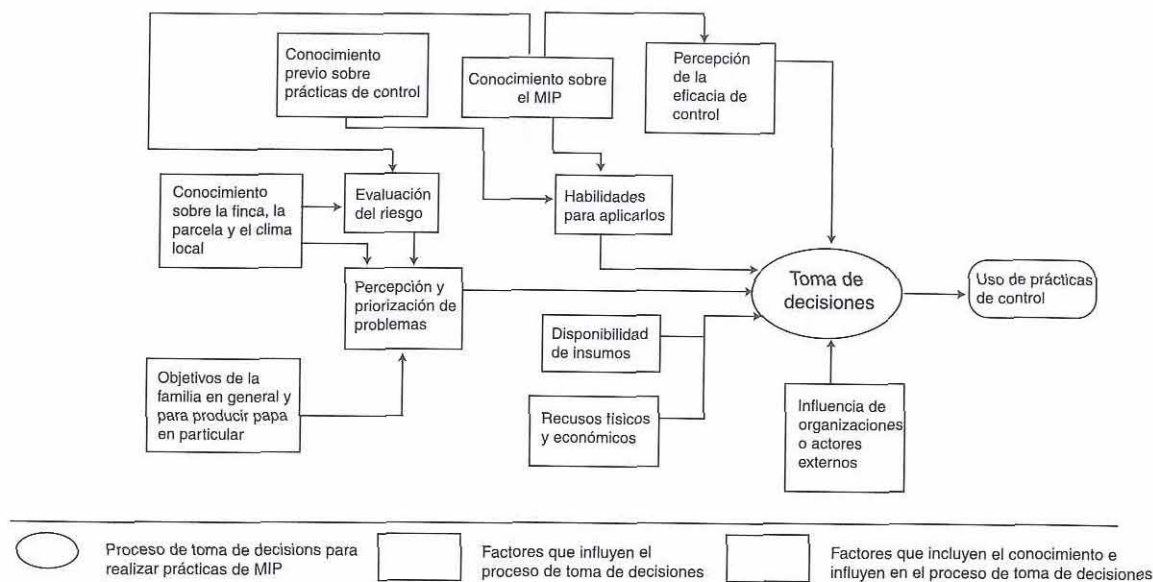 Conocimiento
previo sobre
prácticas de control
Conocimiento sobre
el MIP
Percepción
de la
eficacia de
control
Conocimiento
sobre la finca, la
parcela y el clima
local
Evaluación
del riesgo
Habilidades
para aplicarlos
Percepción y
priorización de
problemas
Toma de
decisiones
Uso de prácticas
de control
Disponibilidad
de insumos
Objetivos de la
familia en general y
para producir papa
en particular
Recusos físicos
y económicos
Influencia de
organizaciones
o actores
externos
Proceso de toma de decisions para
realizar prácticas de MIP
Factores que influyen el
proceso de toma de decisiones
Factores que incluyen el conocimiento e
influyen en el proceso de toma de decisiones